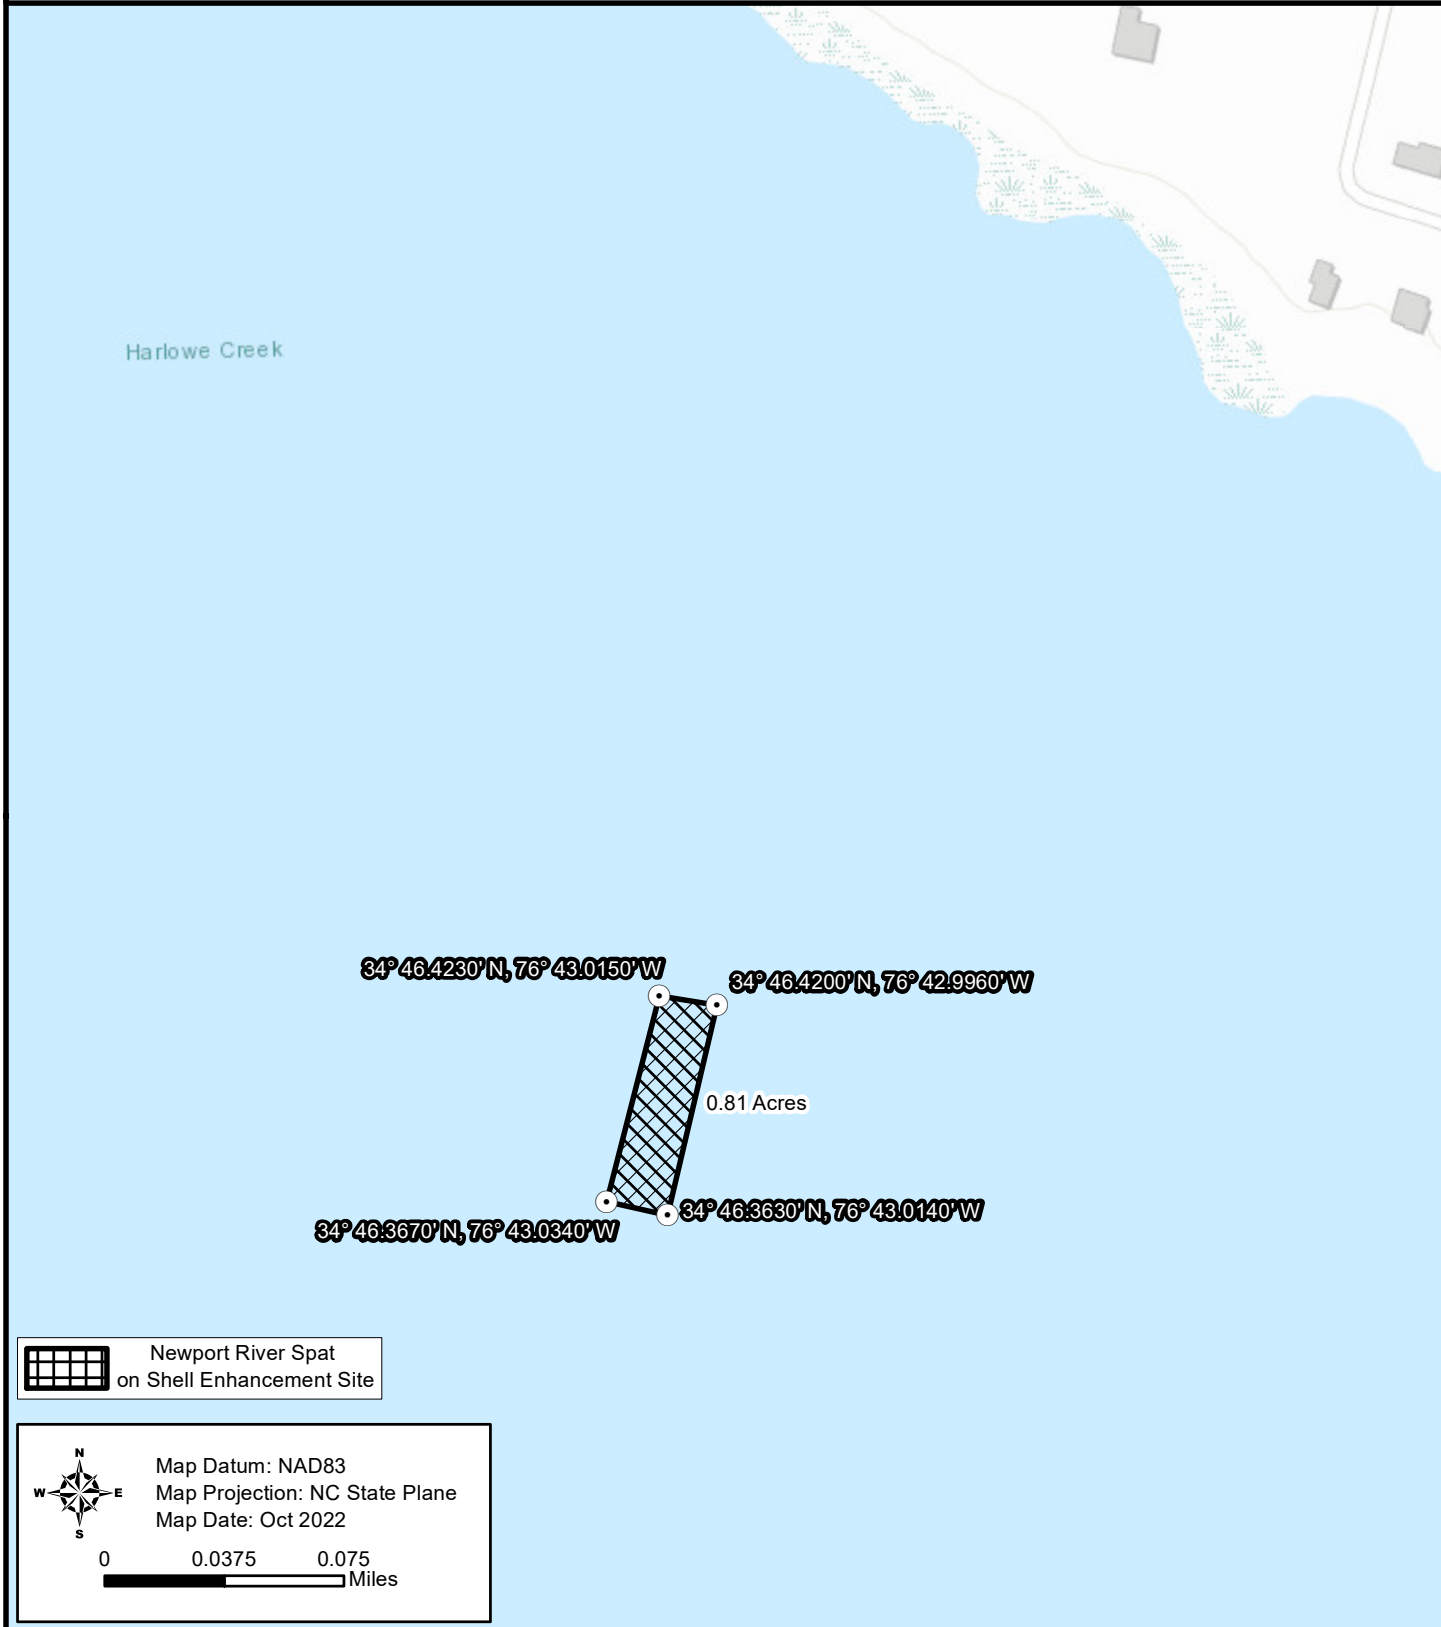 Harlowe Creek
34° 46.4230' N, 76° 43.0150' W
34° 46.4200' N, 76° 42.9960' W
0.81 Acres
34° 46.3630' N, 76° 43.0140' W
34° 46.3670' N, 76° 43.0340' W
Newport River Spat
on Shell Enhancement Site
N
W E
S
Map Datum: NAD83
Map Projection: NC State Plane
Map Date: Oct 2022
0 0.0375 0.075
Miles